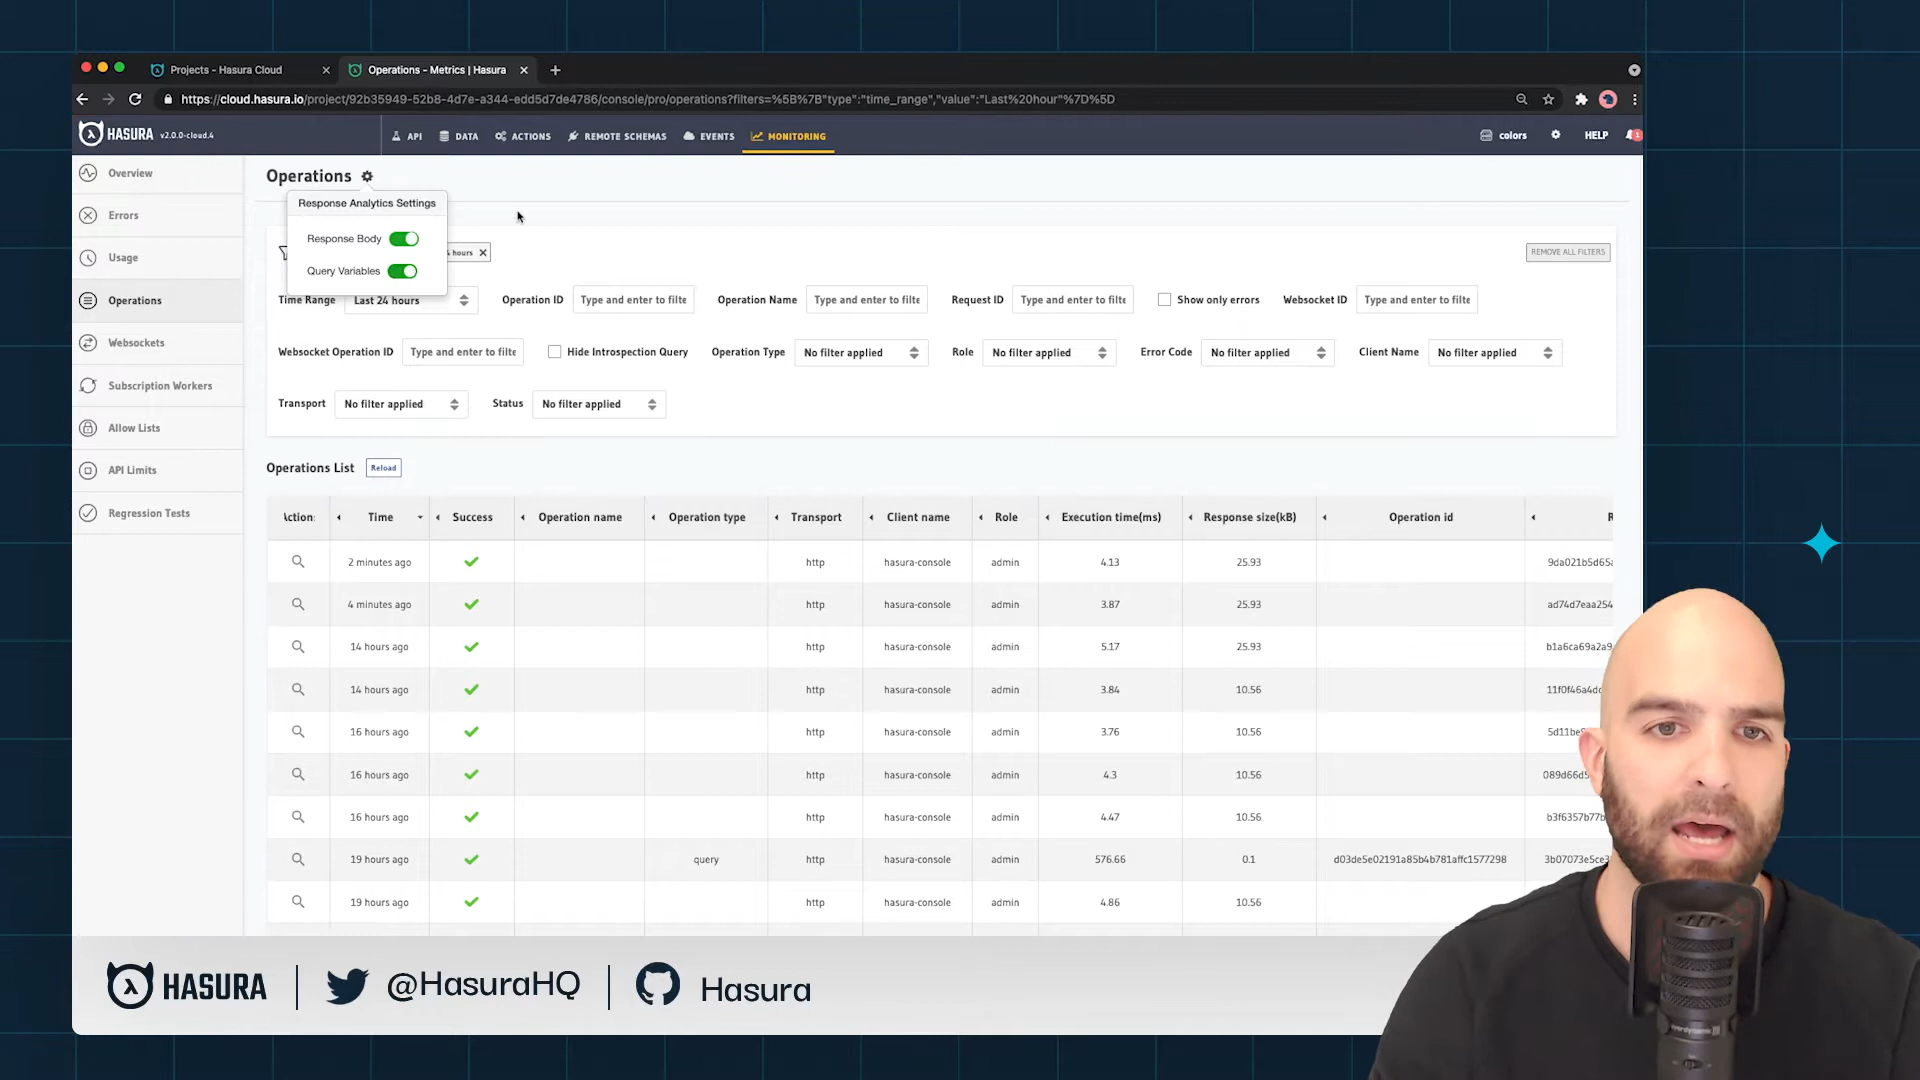 Projects - Hasura Cloud
Operations - Metrics | Hasura
https://cloud.hasura.io/project/92b35949-52b8-4d7e-a344-edd5d7de4786/console/pro/operations?filters=%5B%7B"type":"time_range","value":"Last%20hour"%7D%5D
HASURA v2.0.0-cloud.4
API DATA ACTIONS REMOTE SCHEMAS EVENTS MONITORING colors HELP 1
Overview
Errors
Usage
Operations
Websockets
Subscription Workers
Allow Lists
API Limits
Regression Tests
Operations
Response Analytics Settings
Response Body
Query Variables
hours
REMOVE ALL FILTERS
Time Range Last 24 hours Operation ID Type and enter to filte Operation Name Type and enter to filte Request ID Type and enter to filte Show only errors Websocket ID Type and enter to filte
Websocket Operation ID Type and enter to filte Hide Introspection Query Operation Type No filter applied Role No filter applied Error Code No filter applied Client Name No filter applied
Transport No filter applied Status No filter applied
Operations List Reload
Action: Time Success Operation name Operation type Transport Client name Role Execution time(ms) Response size(kB) Operation id R
2 minutes ago http hasura-console admin 4.13 25.93 9da021b5d65a
4 minutes ago http hasura-console admin 3.87 25.93 ad74d7eaa254
14 hours ago http hasura-console admin 5.17 25.93 b1a6ca69a2a9
14 hours ago http hasura-console admin 3.84 10.56 11f0f46a4dc
16 hours ago http hasura-console admin 3.76 10.56 5d11be
16 hours ago http hasura-console admin 4.3 10.56 089d66d5
16 hours ago http hasura-console admin 4.47 10.56 b3f6357b77b
19 hours ago query http hasura-console admin 576.66 0.1 d03de5e02191a85b4b781affc1577298 3b07073e5ce3
19 hours ago http hasura-console admin 4.86 10.56
HASURA @HasuraHQ Hasura